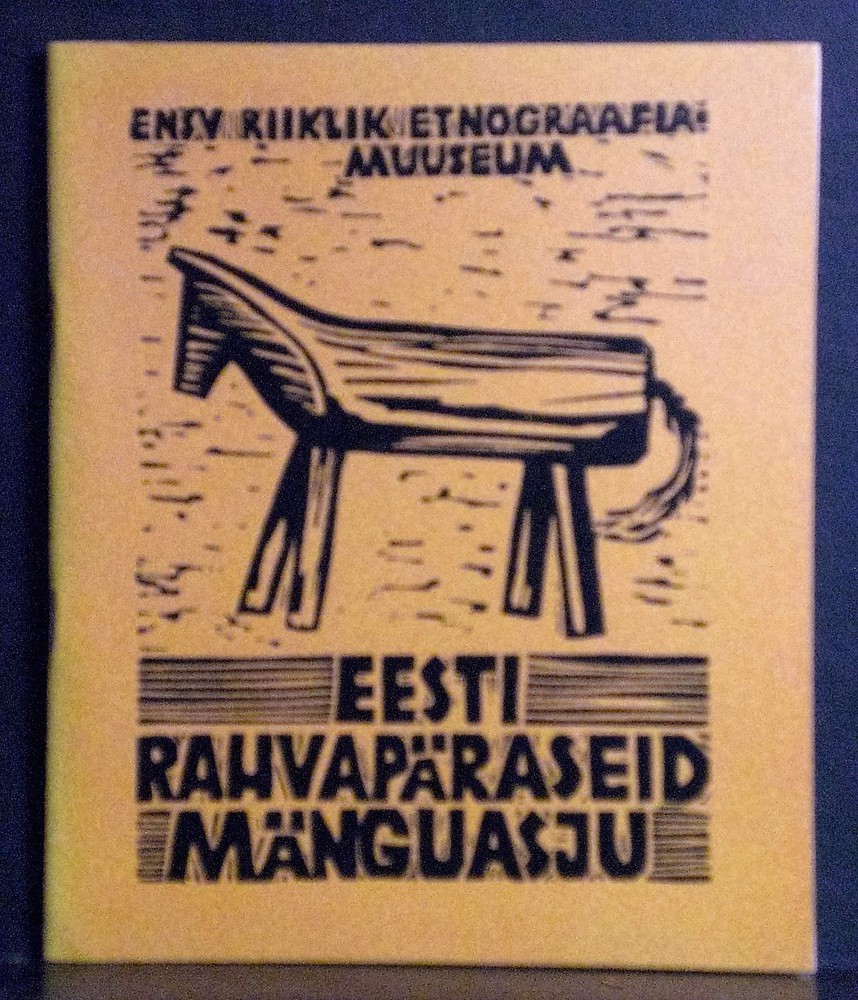 ENSV RIIKLIK ETNOGRAAFIA-
MUUSEUM
EESTI
RAHVAPÄRASEID
MÄNGUASJU